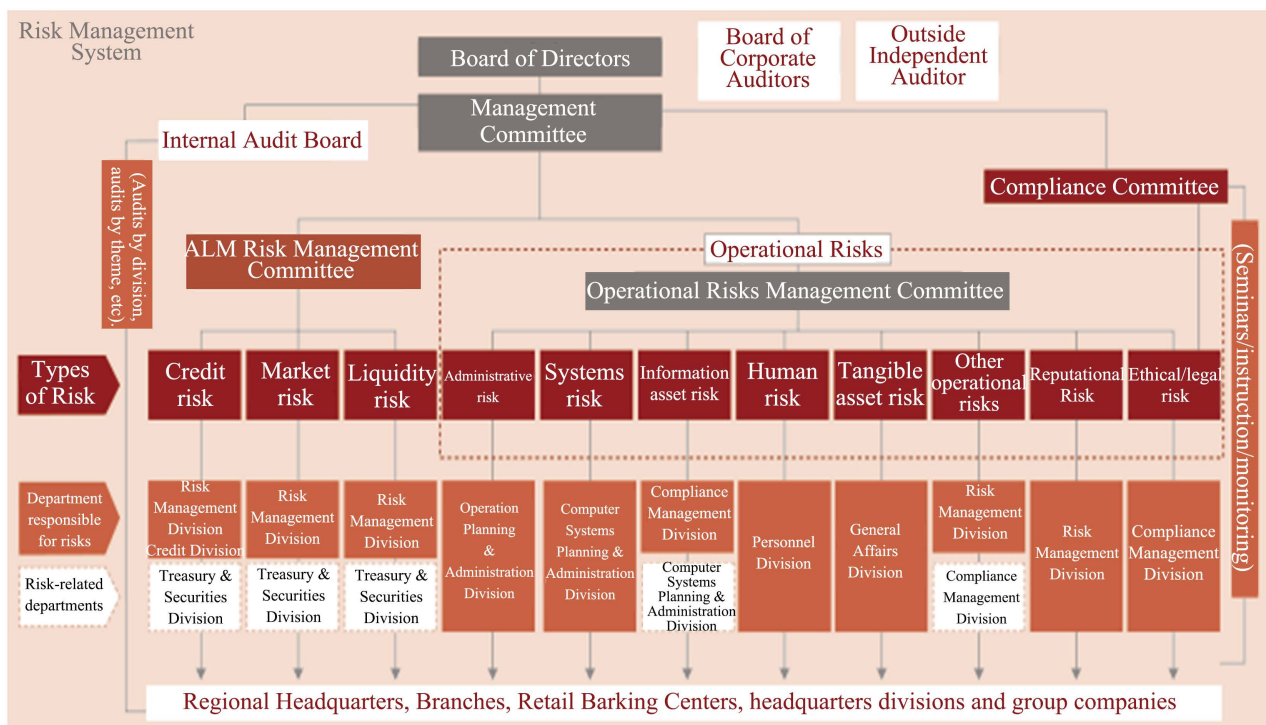 Risk Management
System
Board of Directors
Board of
Corporate
Auditors
Outside
Independent
Auditor
Management
Committee
Internal Audit Board
(Audits by division,
audits by theme, etc).
Compliance Committee
(Seminars/instruction/monitoring)
ALM Risk Management
Committee
Operational Risks
Operational Risks Management Committee
Types
of Risk
Credit
risk
Market
risk
Liquidity
risk
Administrative
risk
Systems
risk
Information
asset risk
Human
risk
Tangible
asset risk
Other
operational
risks
Reputational
Risk
Ethical/legal
risk
Department
responsible
for risks
Risk
Management
Division
Credit Division
Risk
Management
Division
Risk
Management
Division
Operation
Planning
&
Administration
Division
Computer
Systems
Planning &
Administration
Division
Compliance
Management
Division
Personnel
Division
General
Affairs
Division
Risk
Management
Division
Risk
Management
Division
Compliance
Management
Division
Risk-related
departments
Treasury &
Securities
Division
Treasury &
Securities
Division
Treasury &
Securities
Division
Computer
Systems
Planning &
Administration
Division
Compliance
Management
Division
Regional Headquarters, Branches, Retail Barking Centers, headquarters divisions and group companies